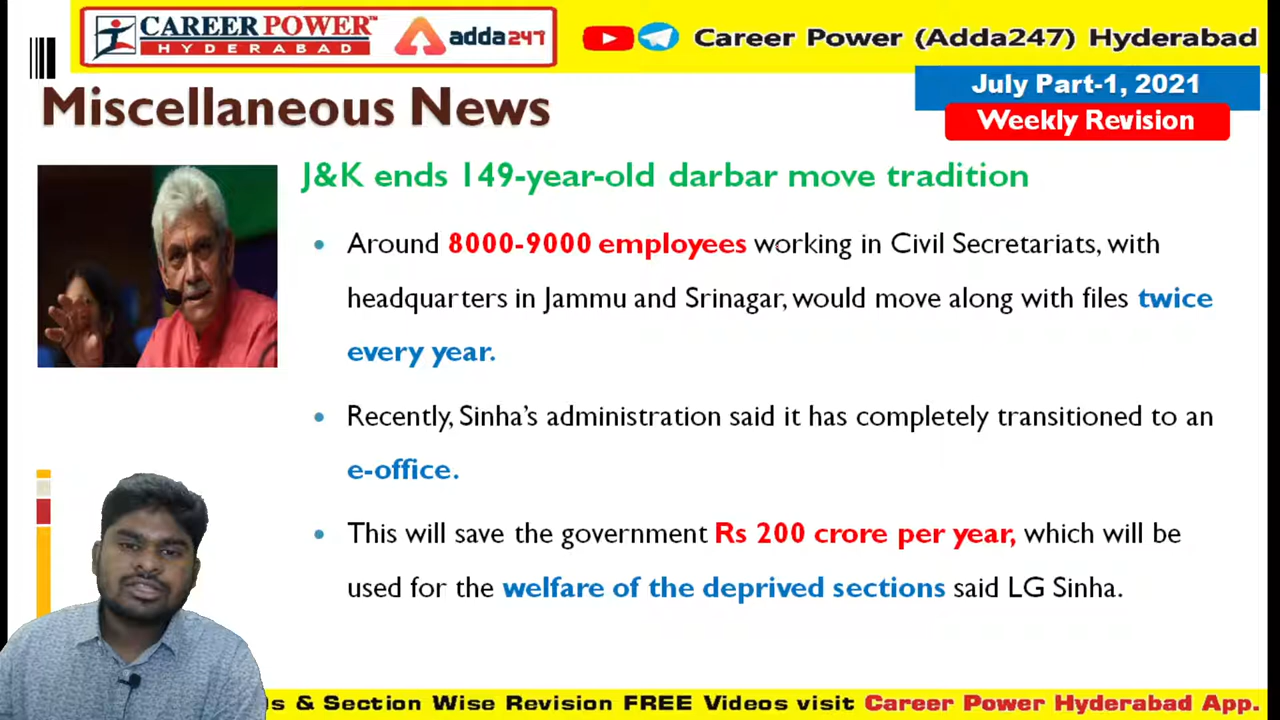 CAREER POWER™
HYDERABAD
adda247
Career Power (Adda247) Hyderabad
July Part-1, 2021
Weekly Revision
Miscellaneous News
J&K ends 149-year-old darbar move tradition
Around 8000-9000 employees working in Civil Secretariats, with
headquarters in Jammu and Srinagar, would move along with files twice
every year.
Recently, Sinha's administration said it has completely transitioned to an
e-office.
This will save the government Rs 200 crore per year, which will be
used for the welfare of the deprived sections said LG Sinha.
& Section Wise Revision FREE Videos visit Career Power Hyderabad App.